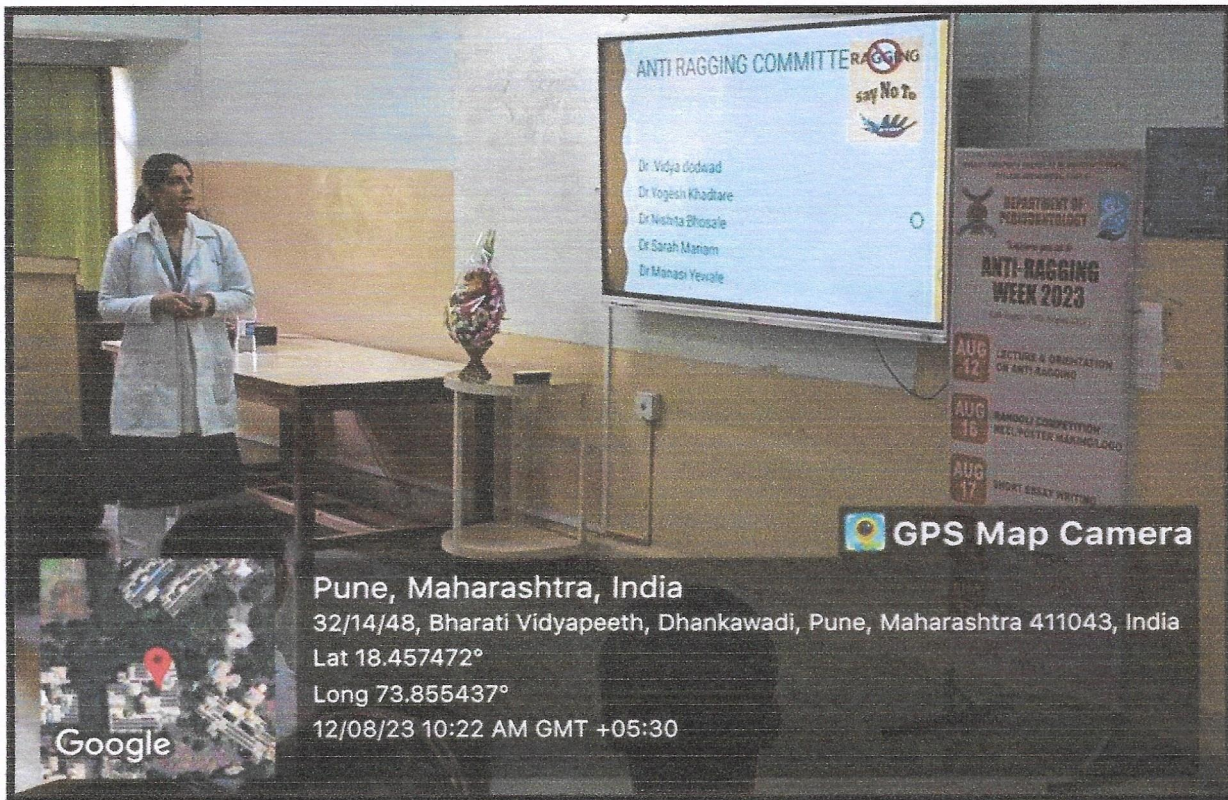 ANTI RAGGING COMMITTE
RAGGING
say No To
Dr. Vidya dodwad
Dr Yogesh Khadtare
Dr Nishita Bhosale
Dr Sarah Mariam
Dr Manasi Yewale
DEPARTMENT OF
PERIODONTOLOGY
ANTI-RAGGING
WEEK 2023
AUG
12
LECTURE & ORIENTATION
ON ANTI RAGGING
AUG
16
RANGOLI COMPETITION
REEL/POSTER MAKING/LOGO
AUG
17
SHORT ESSAY WRITING
GPS Map Camera
Pune, Maharashtra, India
32/14/48, Bharati Vidyapeeth, Dhankawadi, Pune, Maharashtra 411043, India
Lat 18.457472°
Long 73.855437°
12/08/23 10:22 AM GMT +05:30
Google